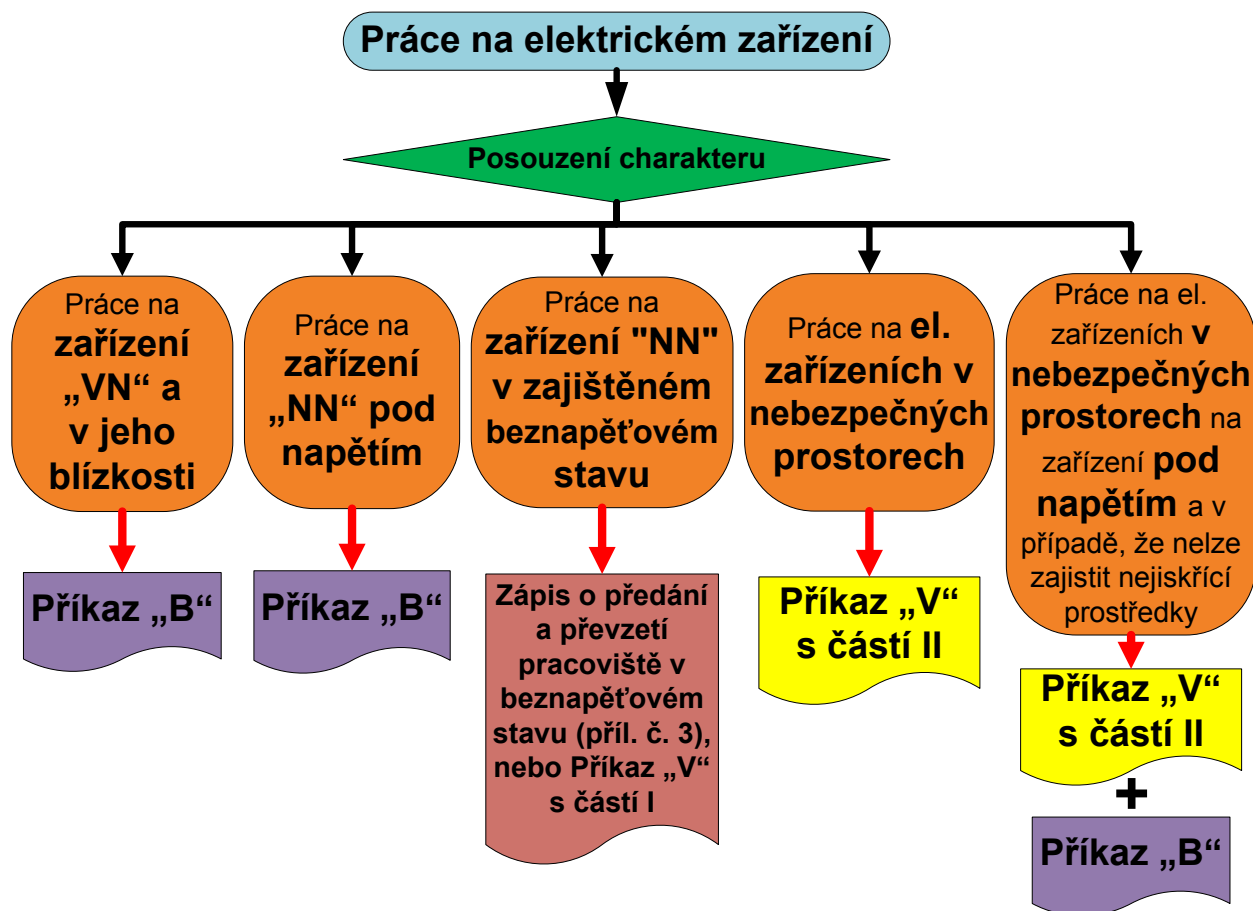 Práce na elektrickém zařízení
Posouzení charakteru
Práce na
zařízení
„VN“ a
v jeho
blízkosti
Práce na
zařízení
„NN“ pod
napětím
Práce na
zařízení "NN"
v zajištěném
beznapěťovém
stavu
Práce na el.
zařízeních v
nebezpečných
prostorech
Práce na el.
zařízeních v
nebezpečných
prostorech na
zařízení pod
napětím a v
případě, že nelze
zajistit nejiskřící
prostředky
Příkaz „B“
Příkaz „B“
Zápis o předání
a převzetí
pracoviště v
beznapěťovém
stavu (příl. č. 3),
nebo Příkaz „V“
s částí I
Příkaz „V“
s částí II
Příkaz „V“
s částí II
+
Příkaz „B“